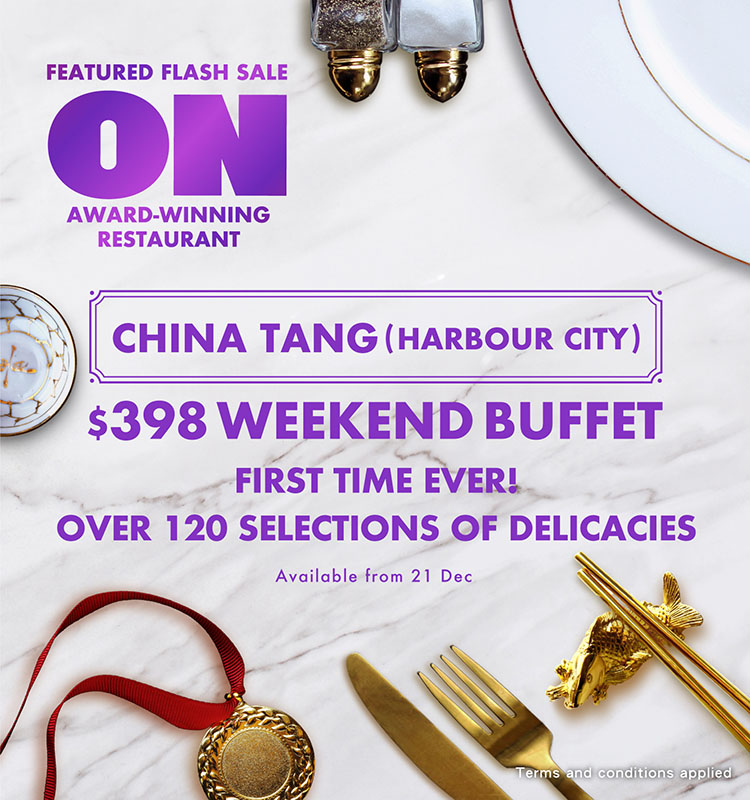 FEATURED FLASH SALE
ON
AWARD-WINNING
RESTAURANT
CHINA TANG (HARBOUR CITY)
$398 WEEKEND BUFFET
FIRST TIME EVER!
OVER 120 SELECTIONS OF DELICACIES
Available from 21 Dec
Terms and conditions applied